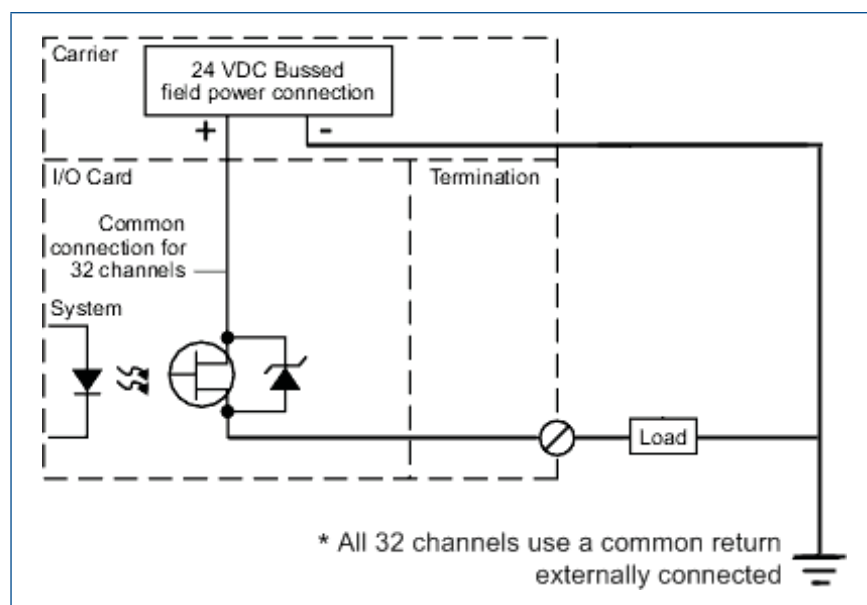 Carrier
24 VDC Bussed
field power connection
+
-
I/O Card
Termination
Common
connection for
32 channels
System
Load
* All 32 channels use a common return
externally connected